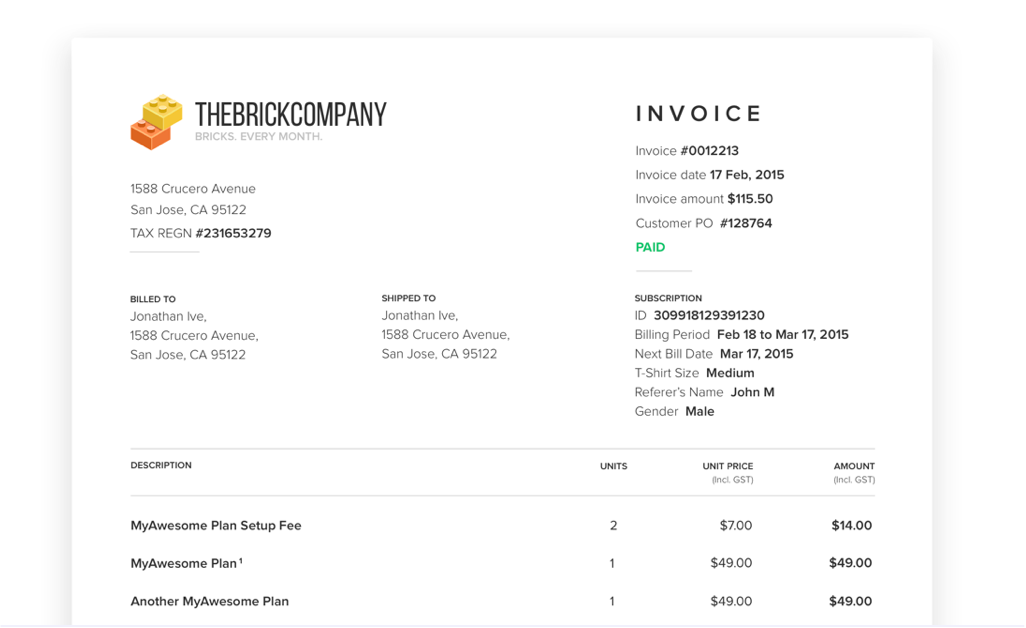 THEBRICKCOMPANY
BRICKS. EVERY MONTH.
1588 Crucero Avenue
San Jose, CA 95122
TAX REGN #231653279
INVOICE
Invoice #0012213
Invoice date 17 Feb, 2015
Invoice amount $115.50
Customer PO #128764
PAID
BILLED TO
Jonathan Ive,
1588 Crucero Avenue,
San Jose, CA 95122
SHIPPED TO
Jonathan Ive,
1588 Crucero Avenue,
San Jose, CA 95122
SUBSCRIPTION
ID 309918129391230
Billing Period Feb 18 to Mar 17, 2015
Next Bill Date Mar 17, 2015
T-Shirt Size Medium
Referer's Name John M
Gender Male
DESCRIPTION UNITS UNIT PRICE AMOUNT
(Incl. GST) (Incl. GST)
MyAwesome Plan Setup Fee 2 $7.00 $14.00
MyAwesome Plan¹ 1 $49.00 $49.00
Another MyAwesome Plan 1 $49.00 $49.00